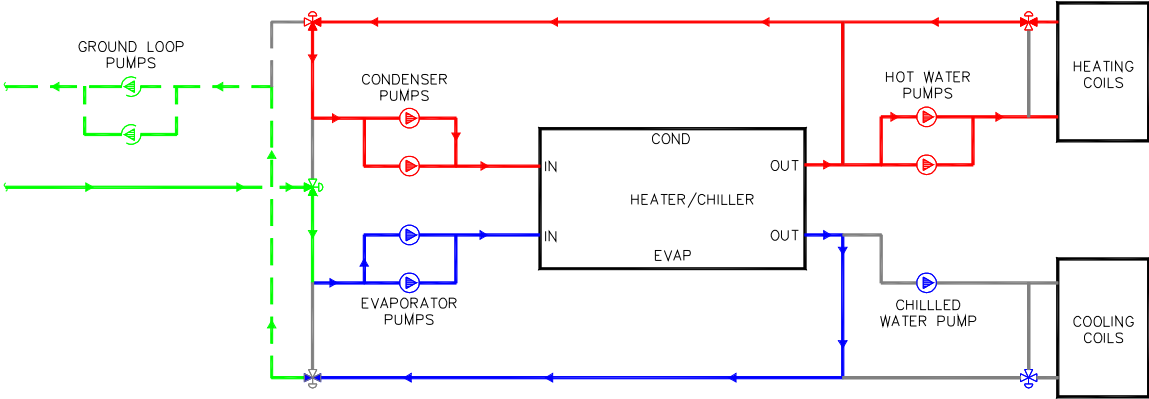 GROUND LOOP
PUMPS
CONDENSER
PUMPS
HOT WATER
PUMPS
HEATING
COILS
COND
IN
OUT
HEATER/CHILLER
IN
OUT
EVAP
EVAPORATOR
PUMPS
CHILLLED
WATER PUMP
COOLING
COILS